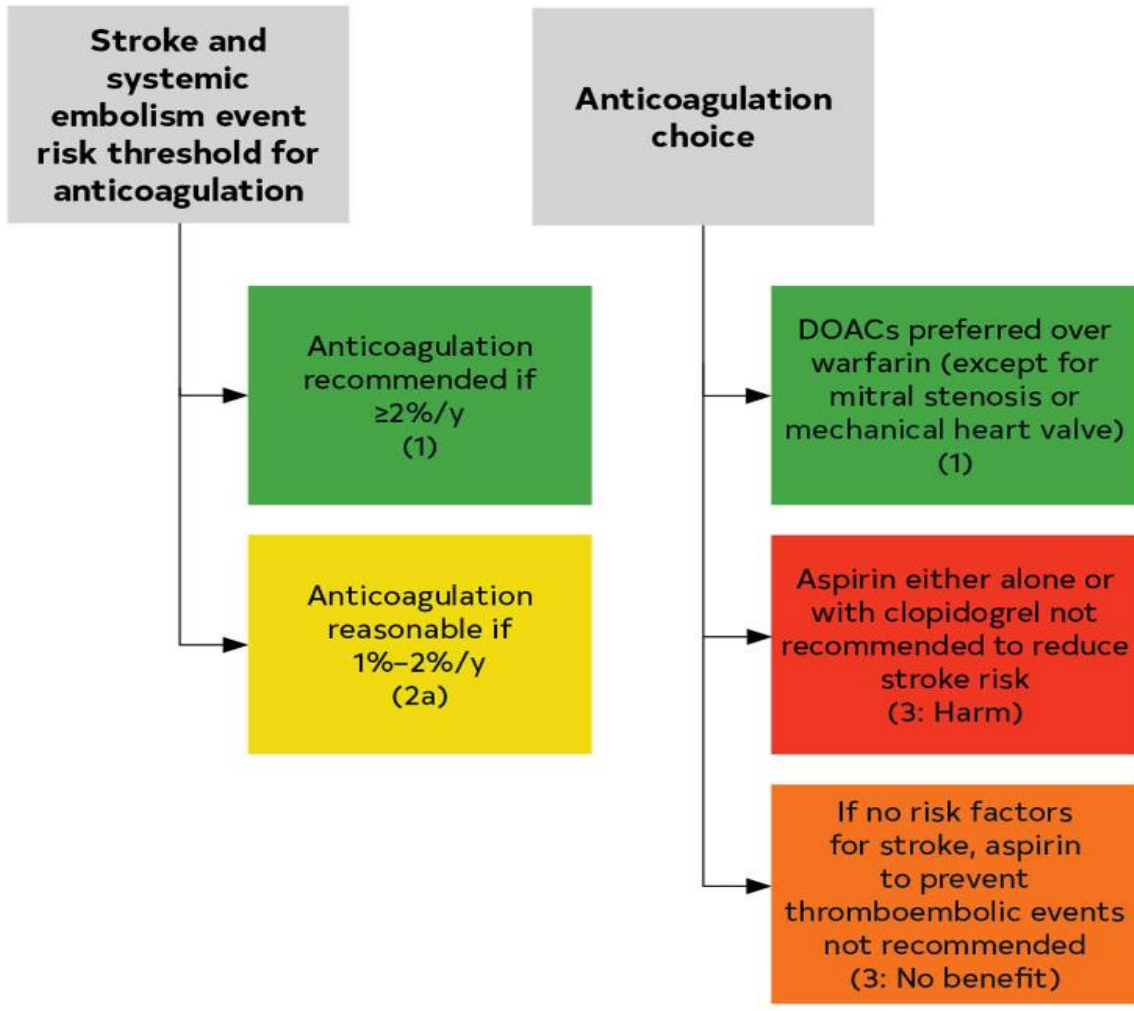 Stroke and
systemic
embolism event
risk threshold for
anticoagulation
Anticoagulation
recommended if
≥2%/y
(1)
Anticoagulation
reasonable if
1%–2%/y
(2a)
Anticoagulation
choice
DOACs preferred over
warfarin (except for
mitral stenosis or
mechanical heart valve)
(1)
Aspirin either alone or
with clopidogrel not
recommended to reduce
stroke risk
(3: Harm)
If no risk factors
for stroke, aspirin
to prevent
thromboembolic events
not recommended
(3: No benefit)